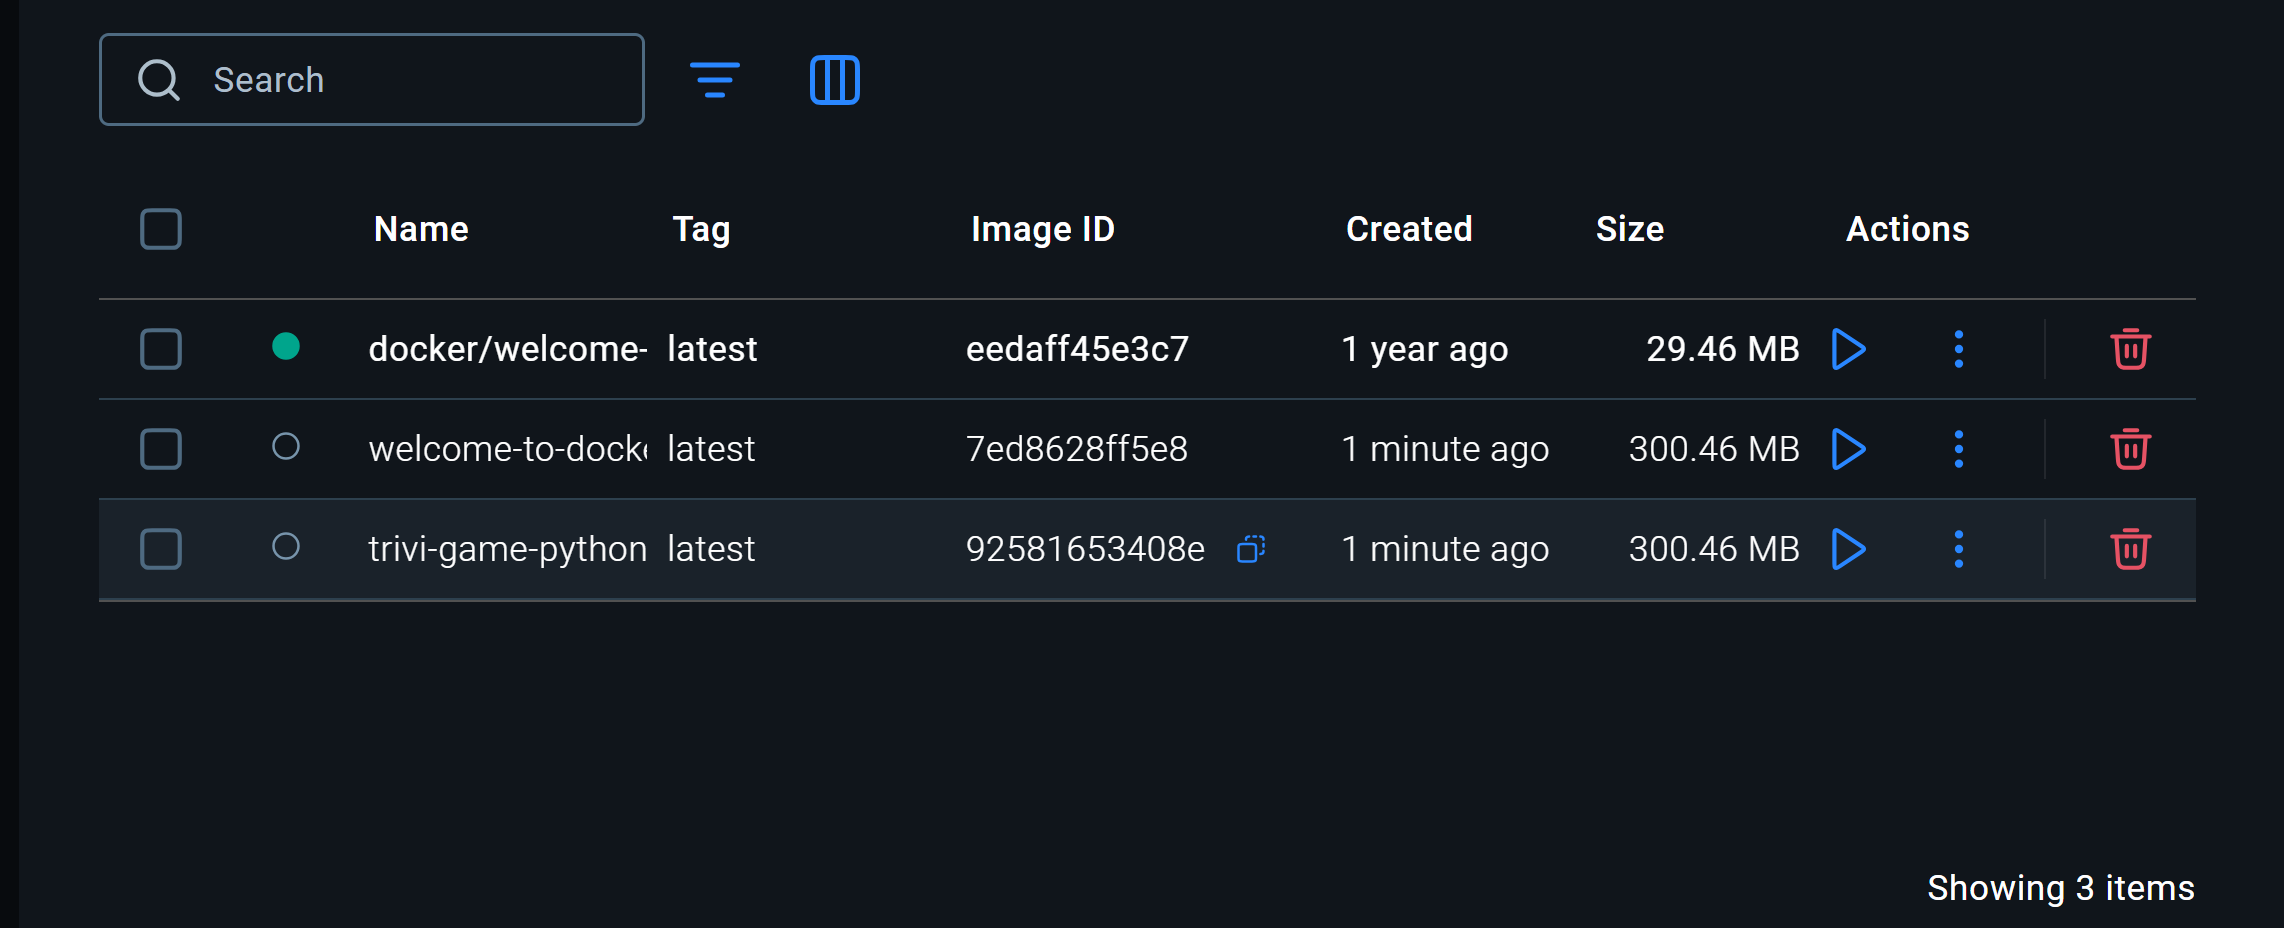 Search
Name Tag Image ID Created Size Actions
docker/welcome- latest eedaff45e3c7 1 year ago 29.46 MB
welcome-to-docke latest 7ed8628ff5e8 1 minute ago 300.46 MB
trivi-game-python latest 92581653408e 1 minute ago 300.46 MB
Showing 3 items